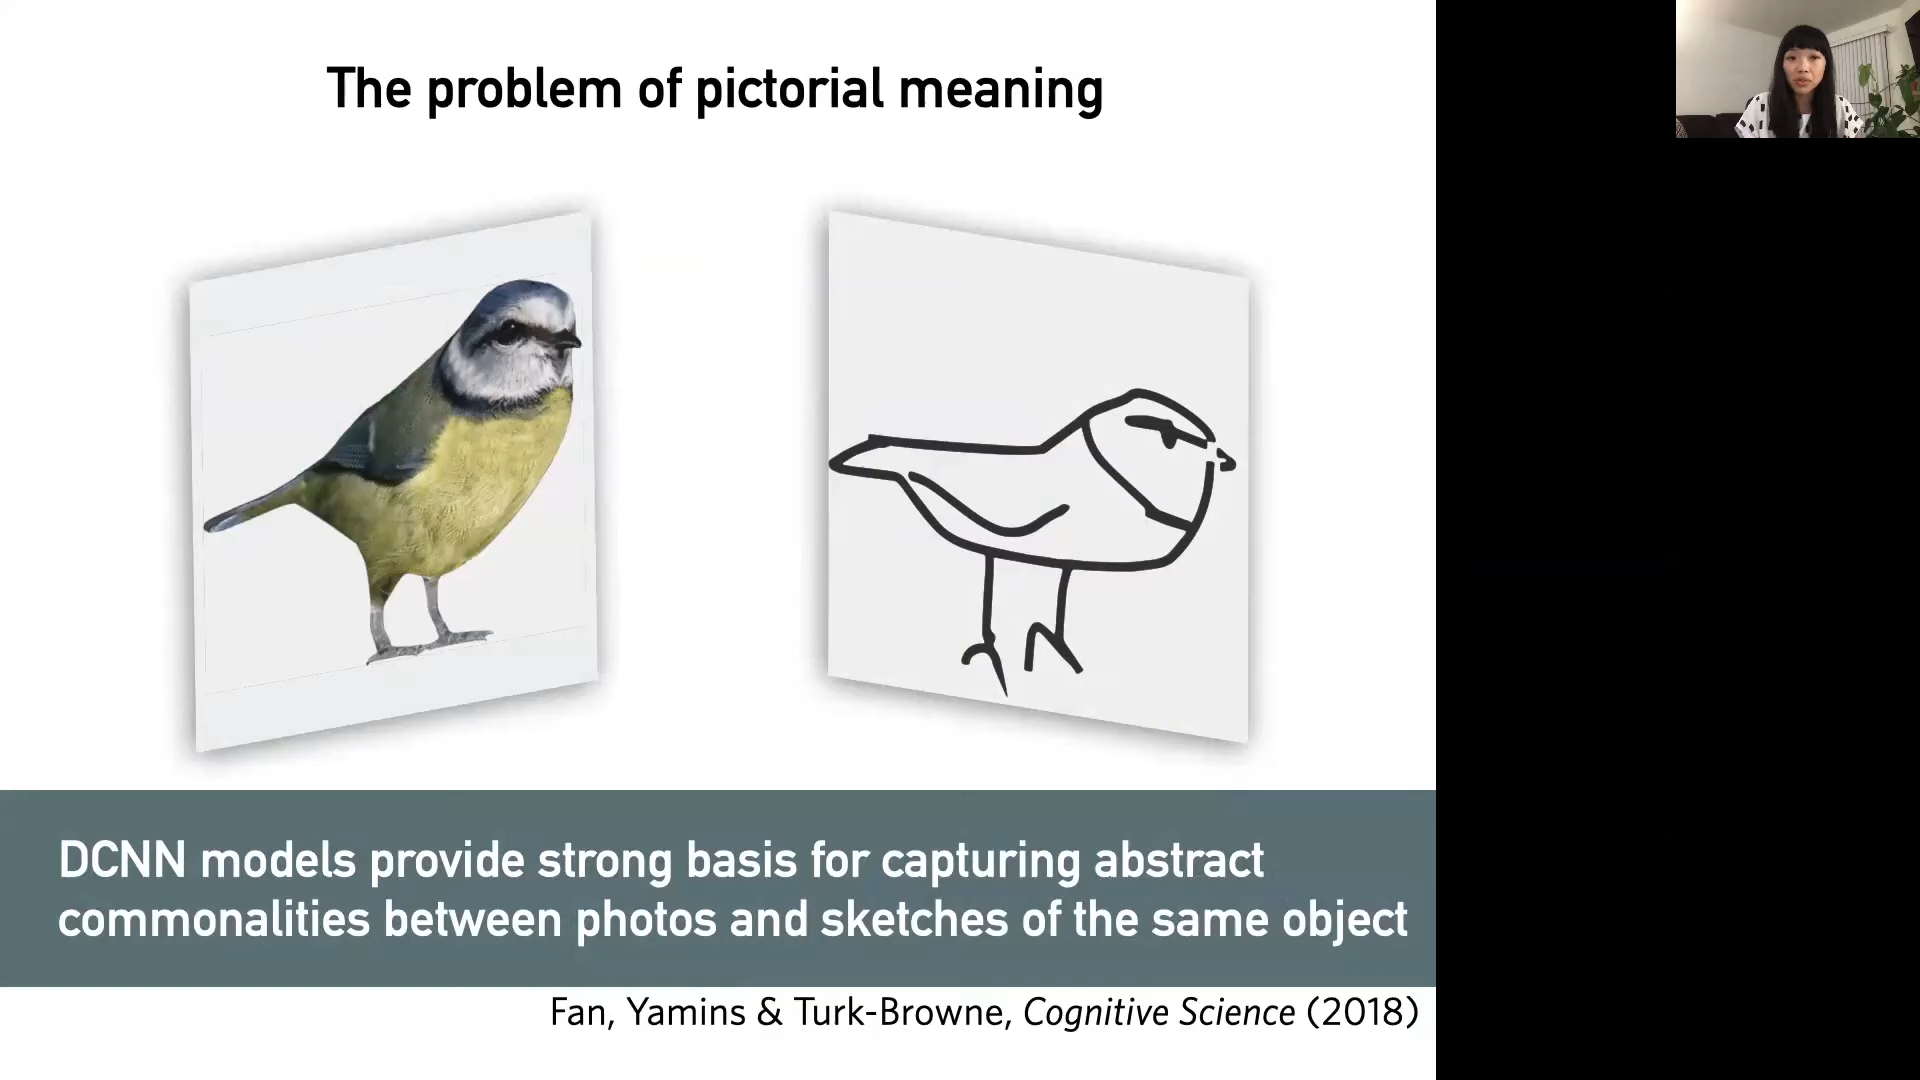 The problem of pictorial meaning
DCNN models provide strong basis for capturing abstract
commonalities between photos and sketches of the same object
Fan, Yamins & Turk-Browne, Cognitive Science (2018)